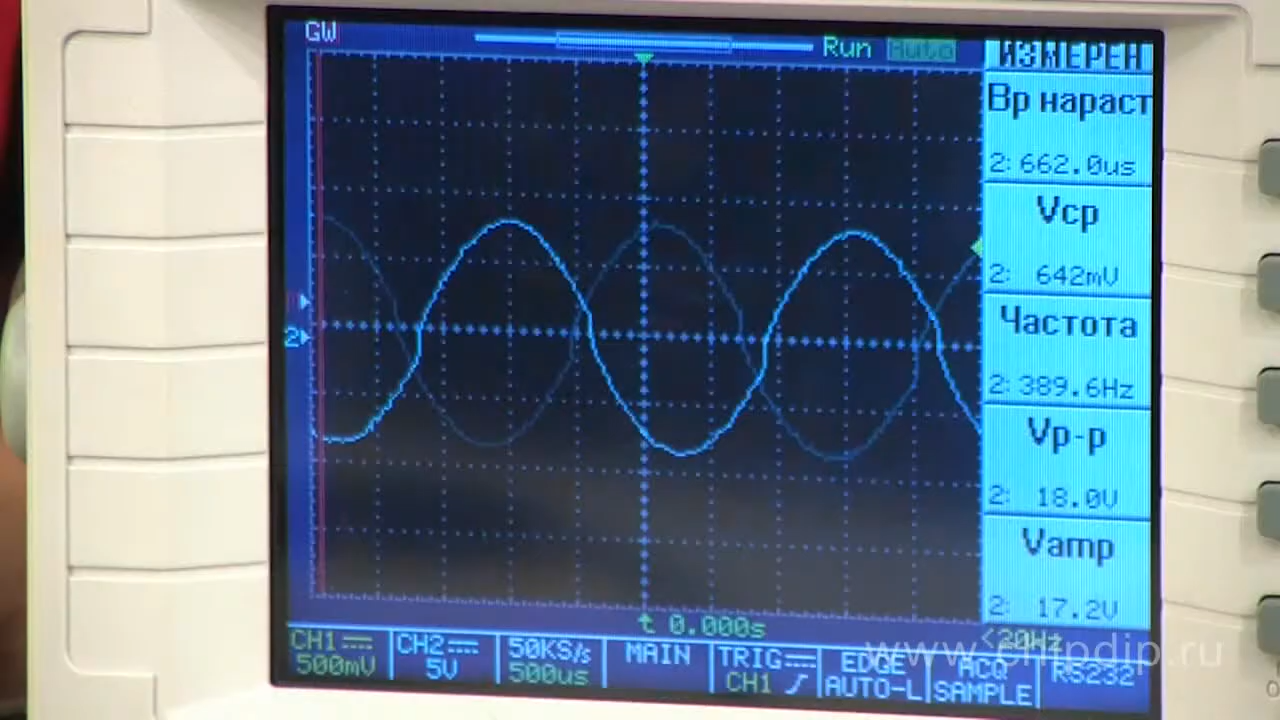 GW
Run Auto
ИЗМЕРЕН
Вр нараст
2: 662.0us
Vср
2: 642mV
Частота
2: 389.6Hz
Vp-p
2: 18.0V
Vamp
2: 17.2V
2
t 0.000s
<20Hz
CH1
500mV
CH2
5V
50KS/s
500us
MAIN
TRIG
CH1
EDGE
AUTO-L
ACQ
SAMPLE
RS232
www.chipdip.ru